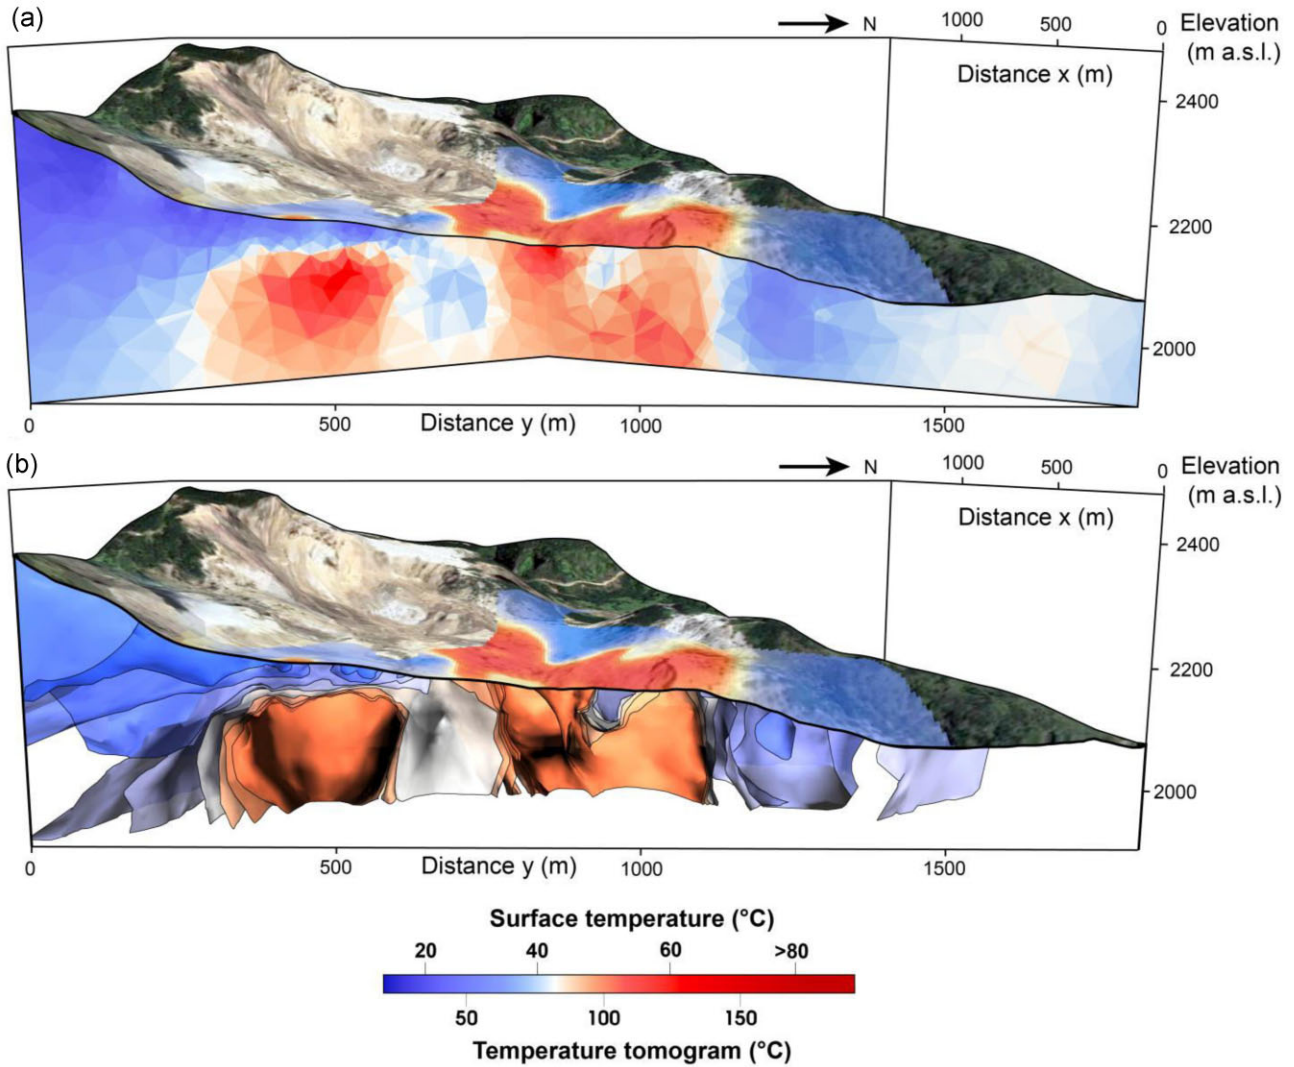 (a)
N
1000
500
0
Elevation
(m a.s.l.)
Distance x (m)
2400
2200
2000
0
500
Distance y (m)
1000
1500
(b)
N
1000
500
0
Elevation
(m a.s.l.)
Distance x (m)
2400
2200
2000
0
500
Distance y (m)
1000
1500
Surface temperature (°C)
20 40 60 >80
50 100 150
Temperature tomogram (°C)